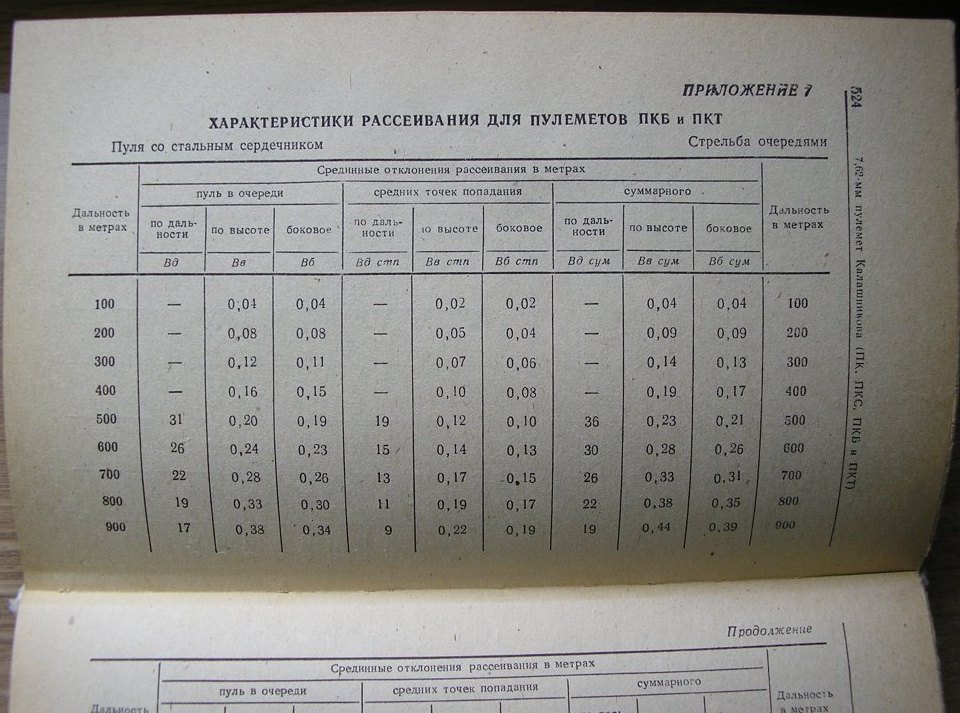 ПРИЛОЖЕНИЕ 7
324
ХАРАКТЕРИСТИКИ РАССЕИВАНИЯ ДЛЯ ПУЛЕМЕТОВ ПКБ и ПКТ
Пуля со стальным сердечником Стрельба очередями
Дальность в метрах
Срединные отклонения рассеивания в метрах
Дальность в метрах
пуль в очереди средних точек попадания суммарного
по даль-ности по высоте боковое по даль-ности по высоте боковое по даль-ности по высоте боковое
Вд Вв Вб Вд стп Вв стп Вб стп Вд сум Вв сум Вб сум
100 — 0,04 0,04 — 0,02 0,02 — 0,04 0,04 100
200 — 0,08 0,08 — 0,05 0,04 — 0,09 0,09 200
300 — 0,12 0,11 — 0,07 0,06 — 0,14 0,13 300
400 — 0,16 0,15 — 0,10 0,08 — 0,19 0,17 400
500 31 0,20 0,19 19 0,12 0,10 36 0,23 0,21 500
600 26 0,24 0,23 15 0,14 0,13 30 0,28 0,26 600
700 22 0,28 0,26 13 0,17 0,15 26 0,33 0,31 700
800 19 0,33 0,30 11 0,19 0,17 22 0,38 0,35 800
900 17 0,38 0,34 9 0,22 0,19 19 0,44 0,39 900
7,62-мм пулемет Калашникова (ПК, ПКС, ПКБ и ПКТ)
Продолжение
Срединные отклонения рассеивания в метрах
пуль в очереди средних точек попадания суммарного
Дальность
Дальность
в метрах